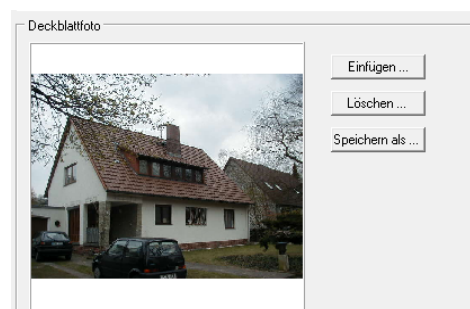 Deckblattfoto
Einfügen ...
Löschen ...
Speichern als ...